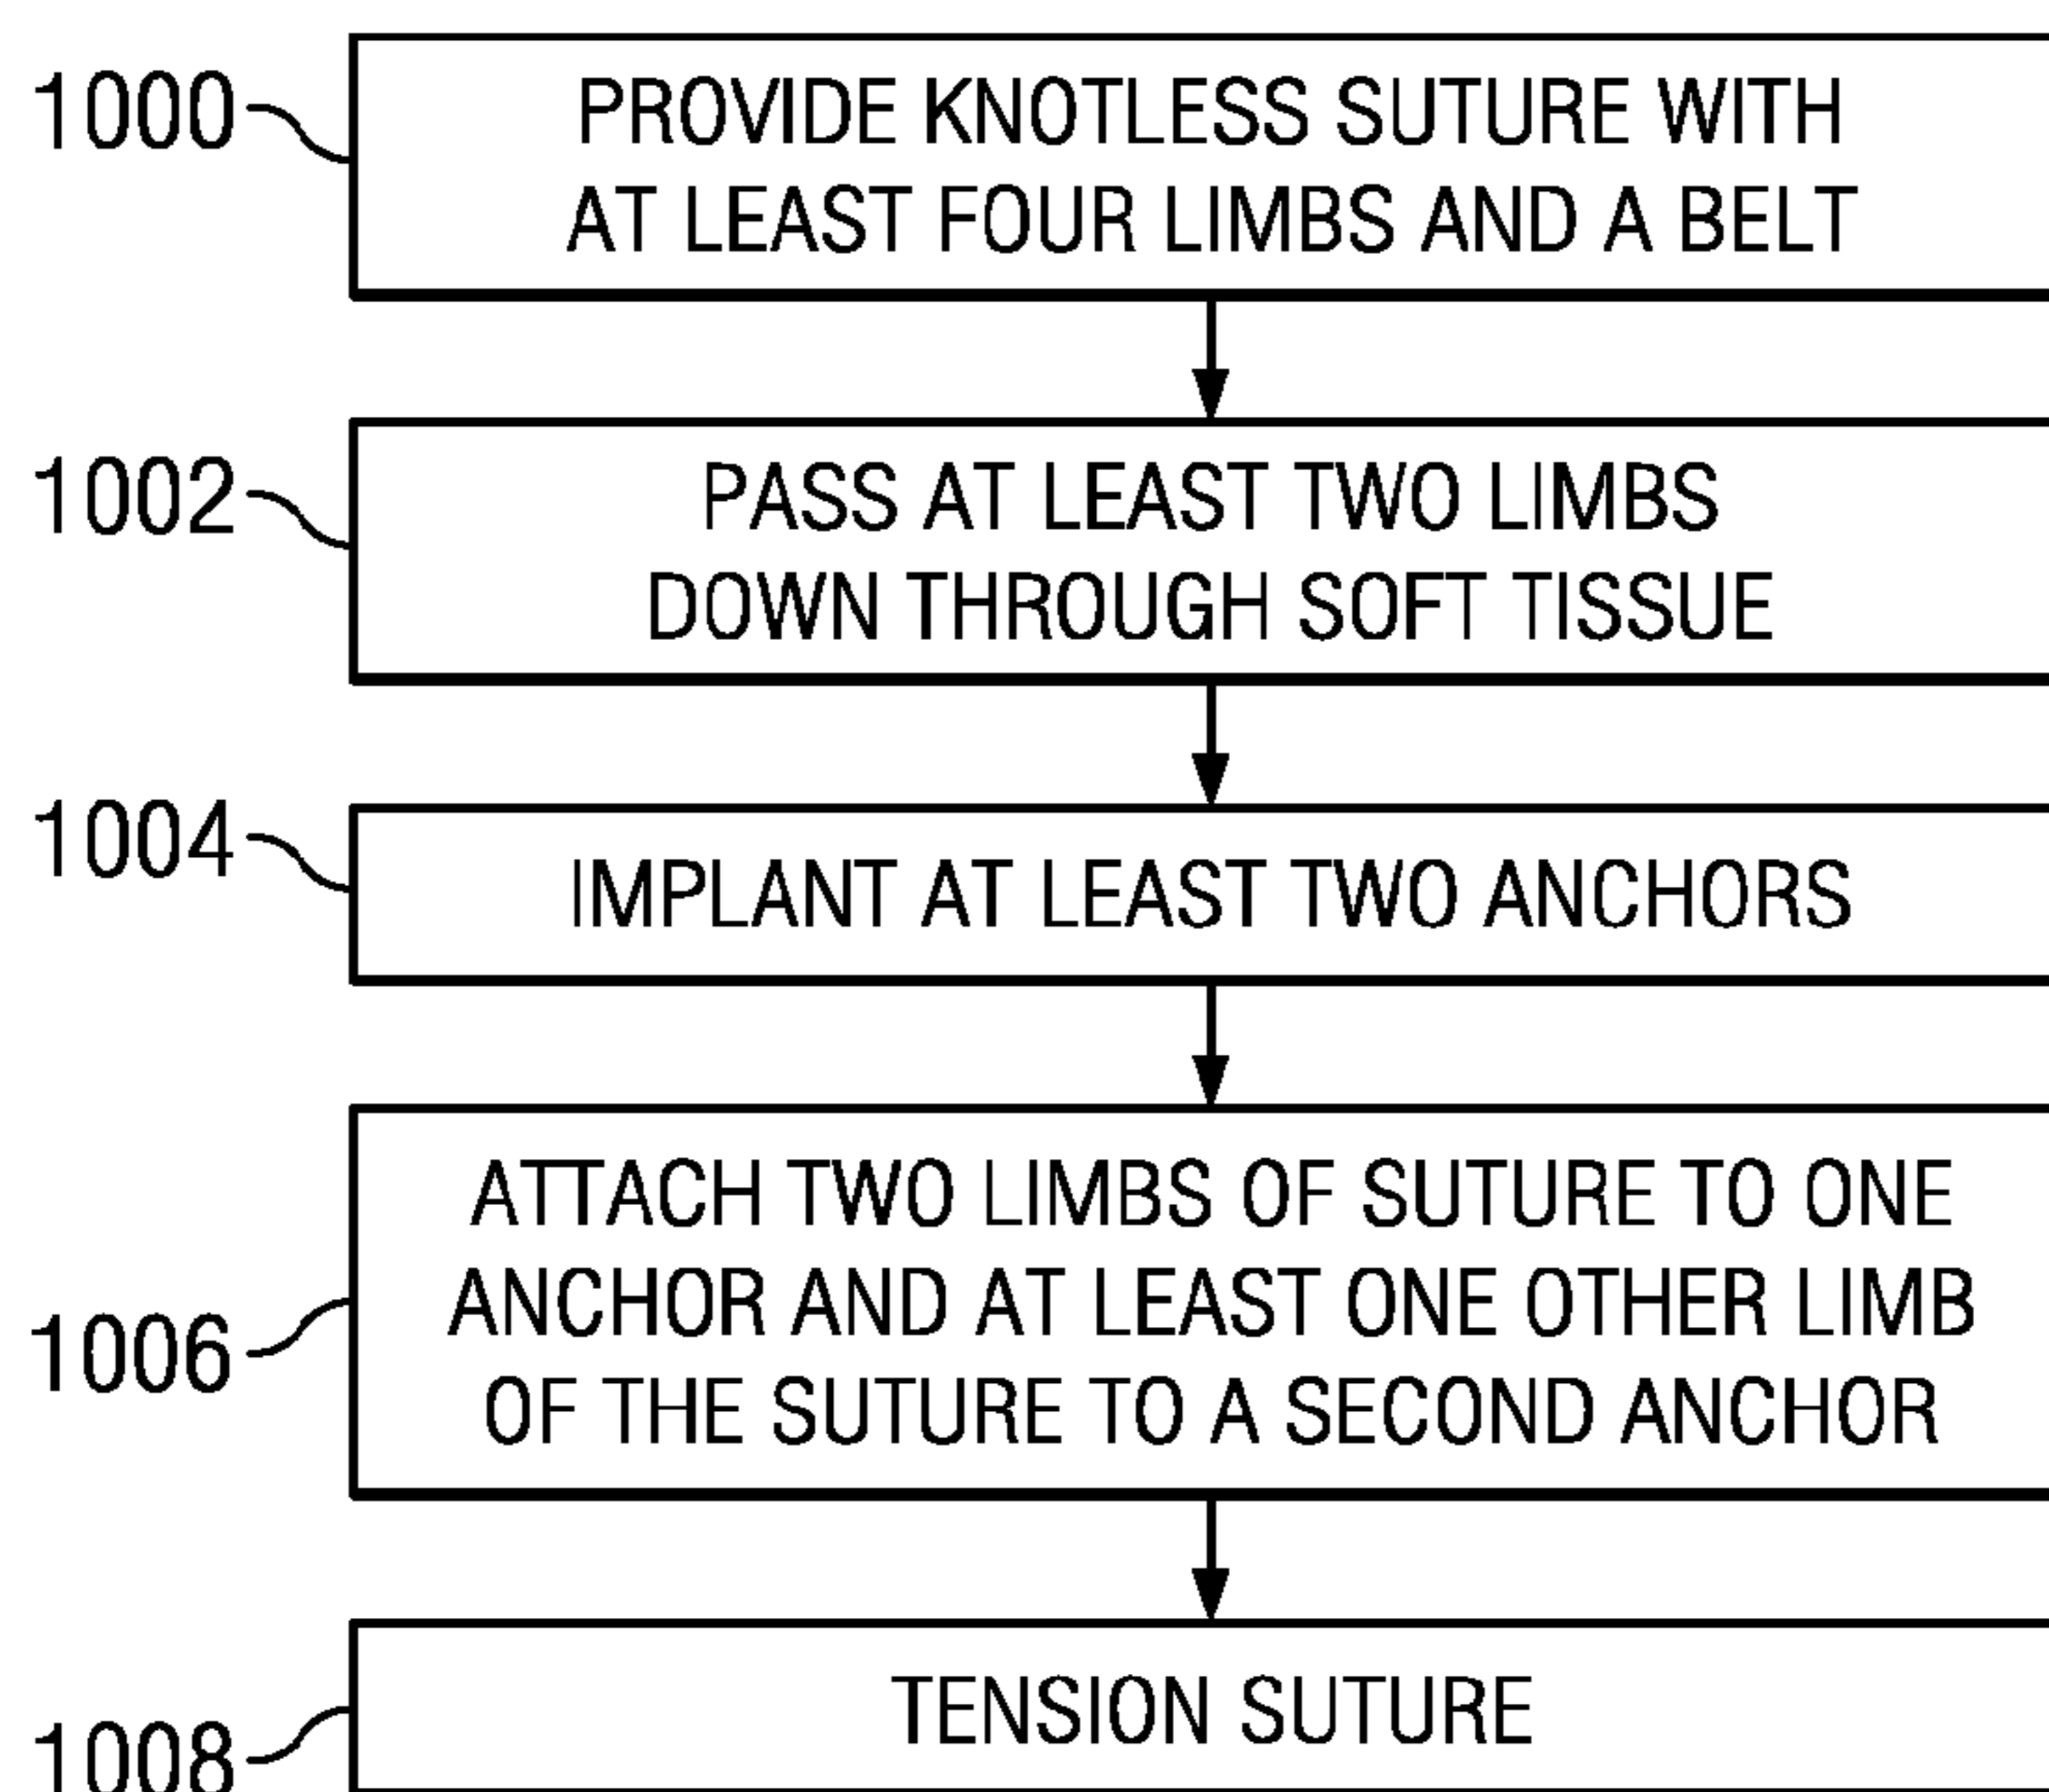 1000
PROVIDE KNOTLESS SUTURE WITH
AT LEAST FOUR LIMBS AND A BELT
1002
PASS AT LEAST TWO LIMBS
DOWN THROUGH SOFT TISSUE
1004
IMPLANT AT LEAST TWO ANCHORS
1006
ATTACH TWO LIMBS OF SUTURE TO ONE
ANCHOR AND AT LEAST ONE OTHER LIMB
OF THE SUTURE TO A SECOND ANCHOR
1008
TENSION SUTURE